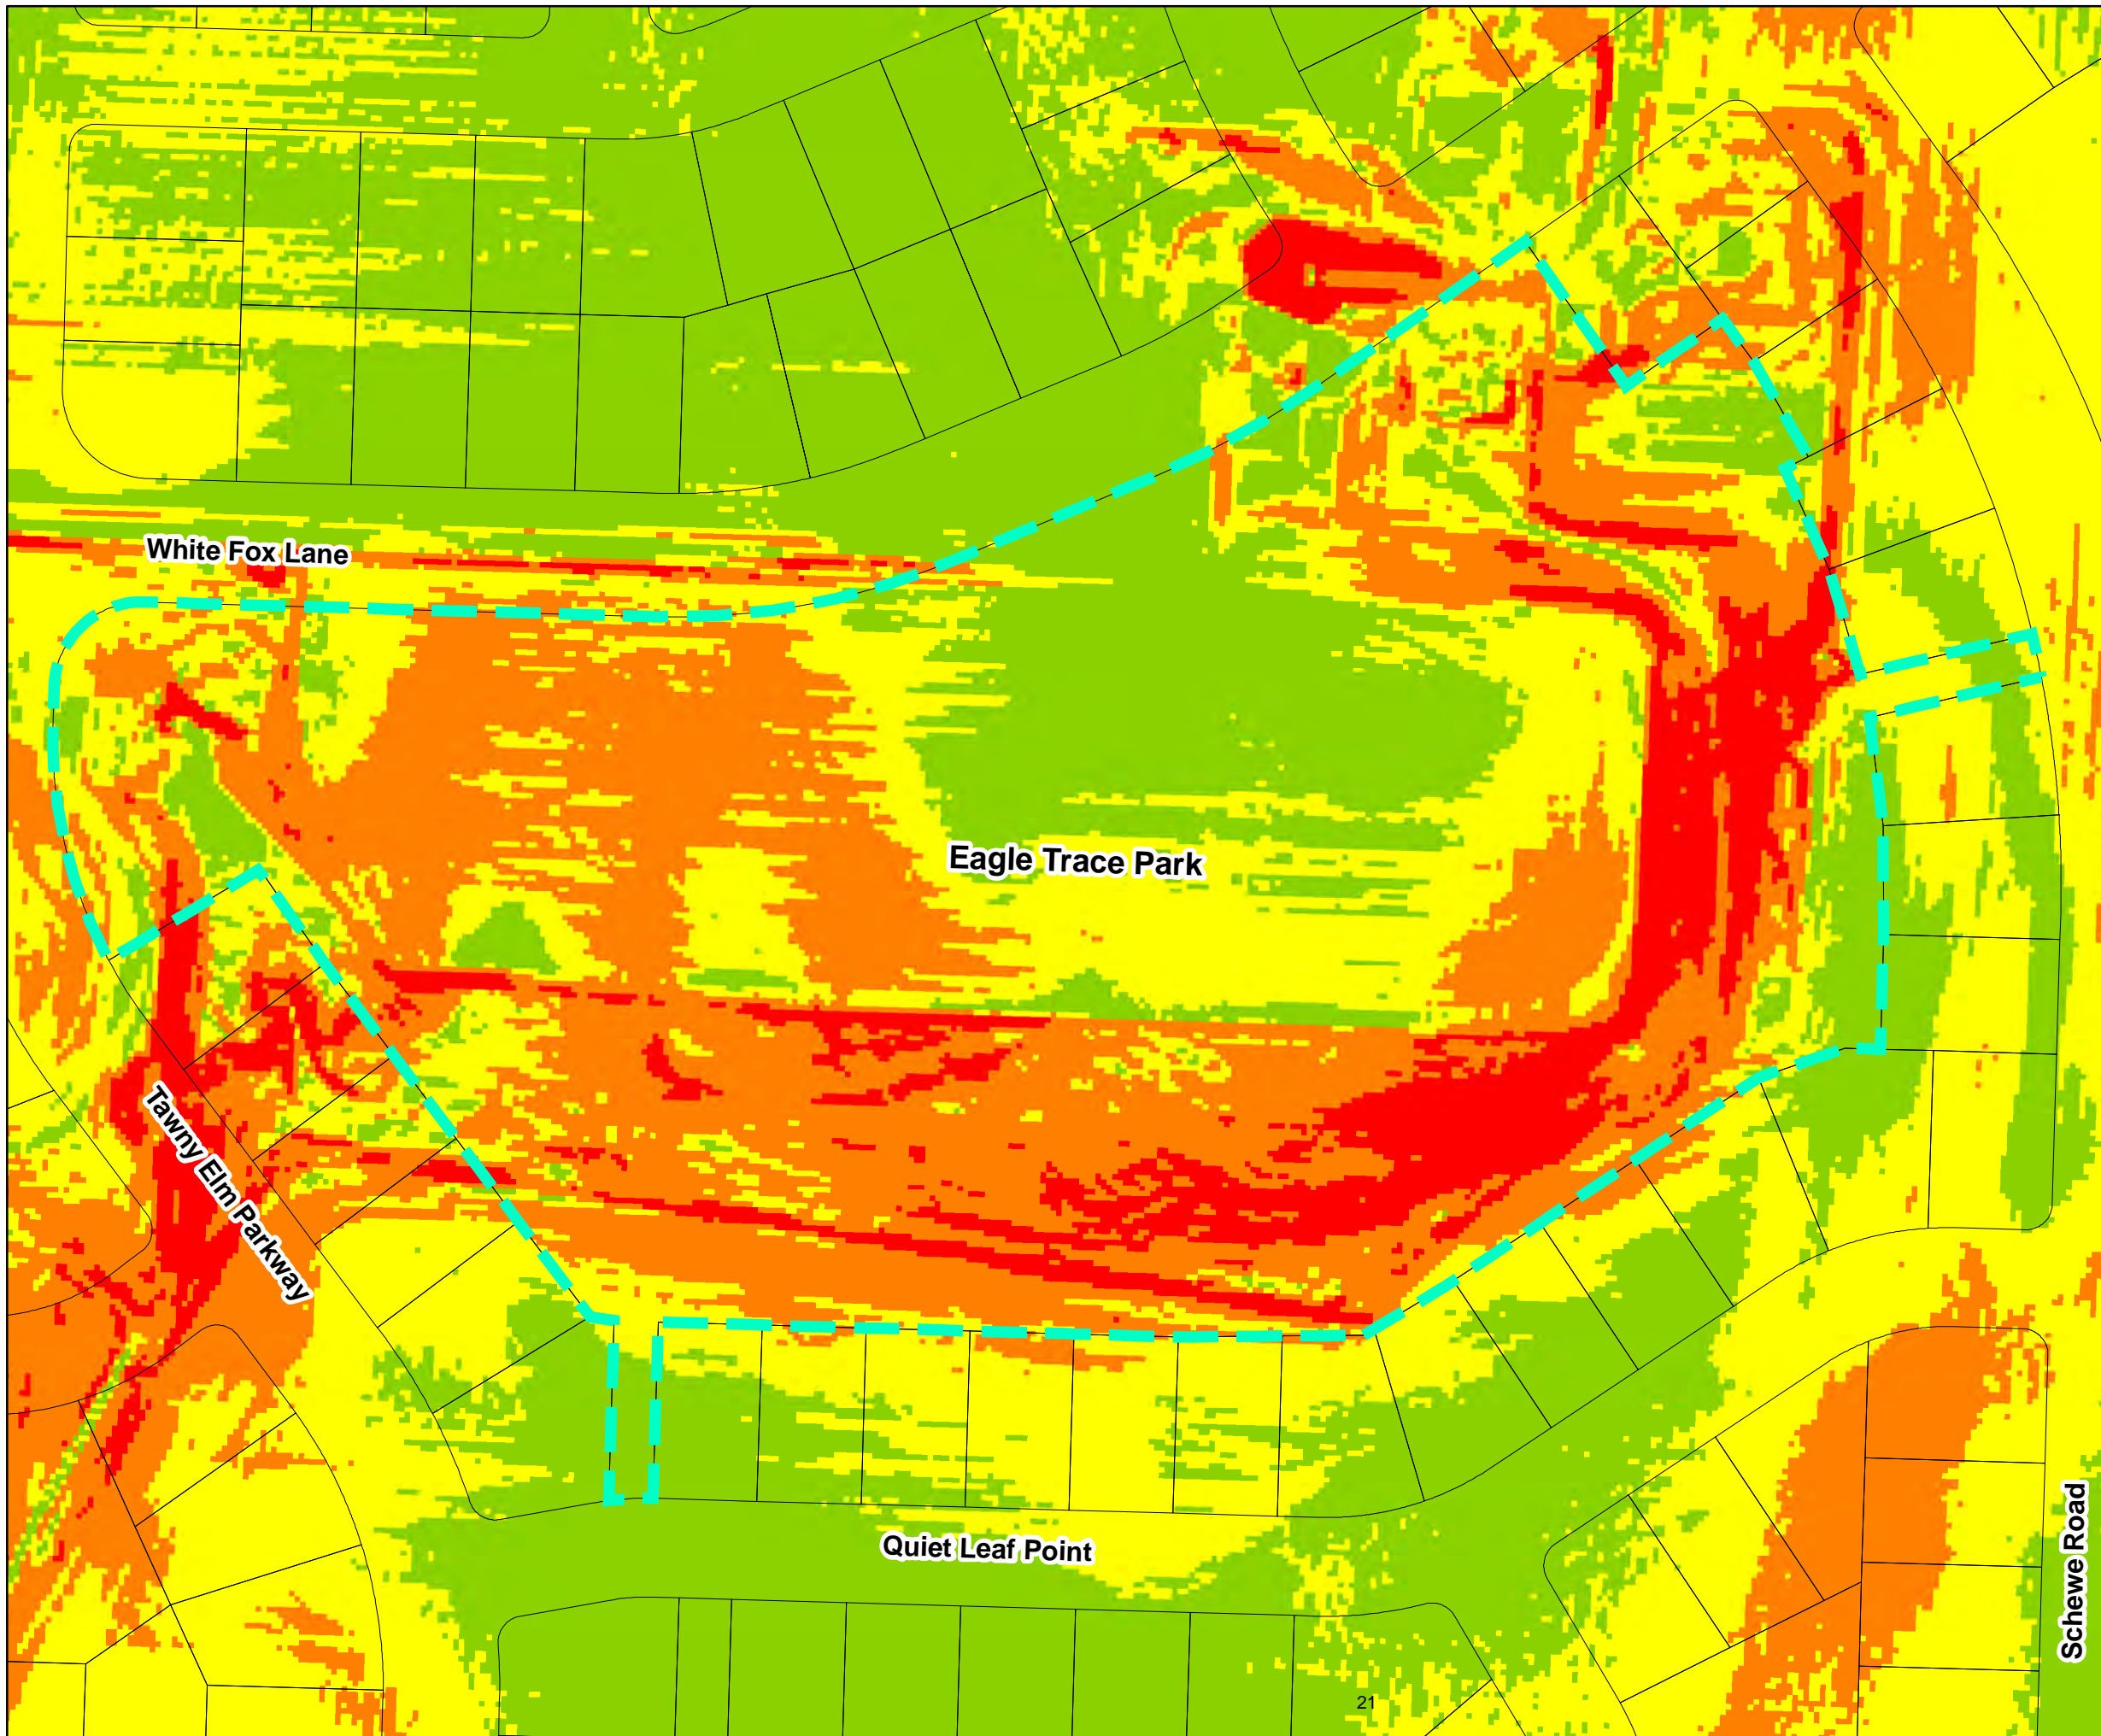 White Fox Lane
Eagle Trace Park
Tawny Elm Parkway
Quiet Leaf Point
Schewe Road
21